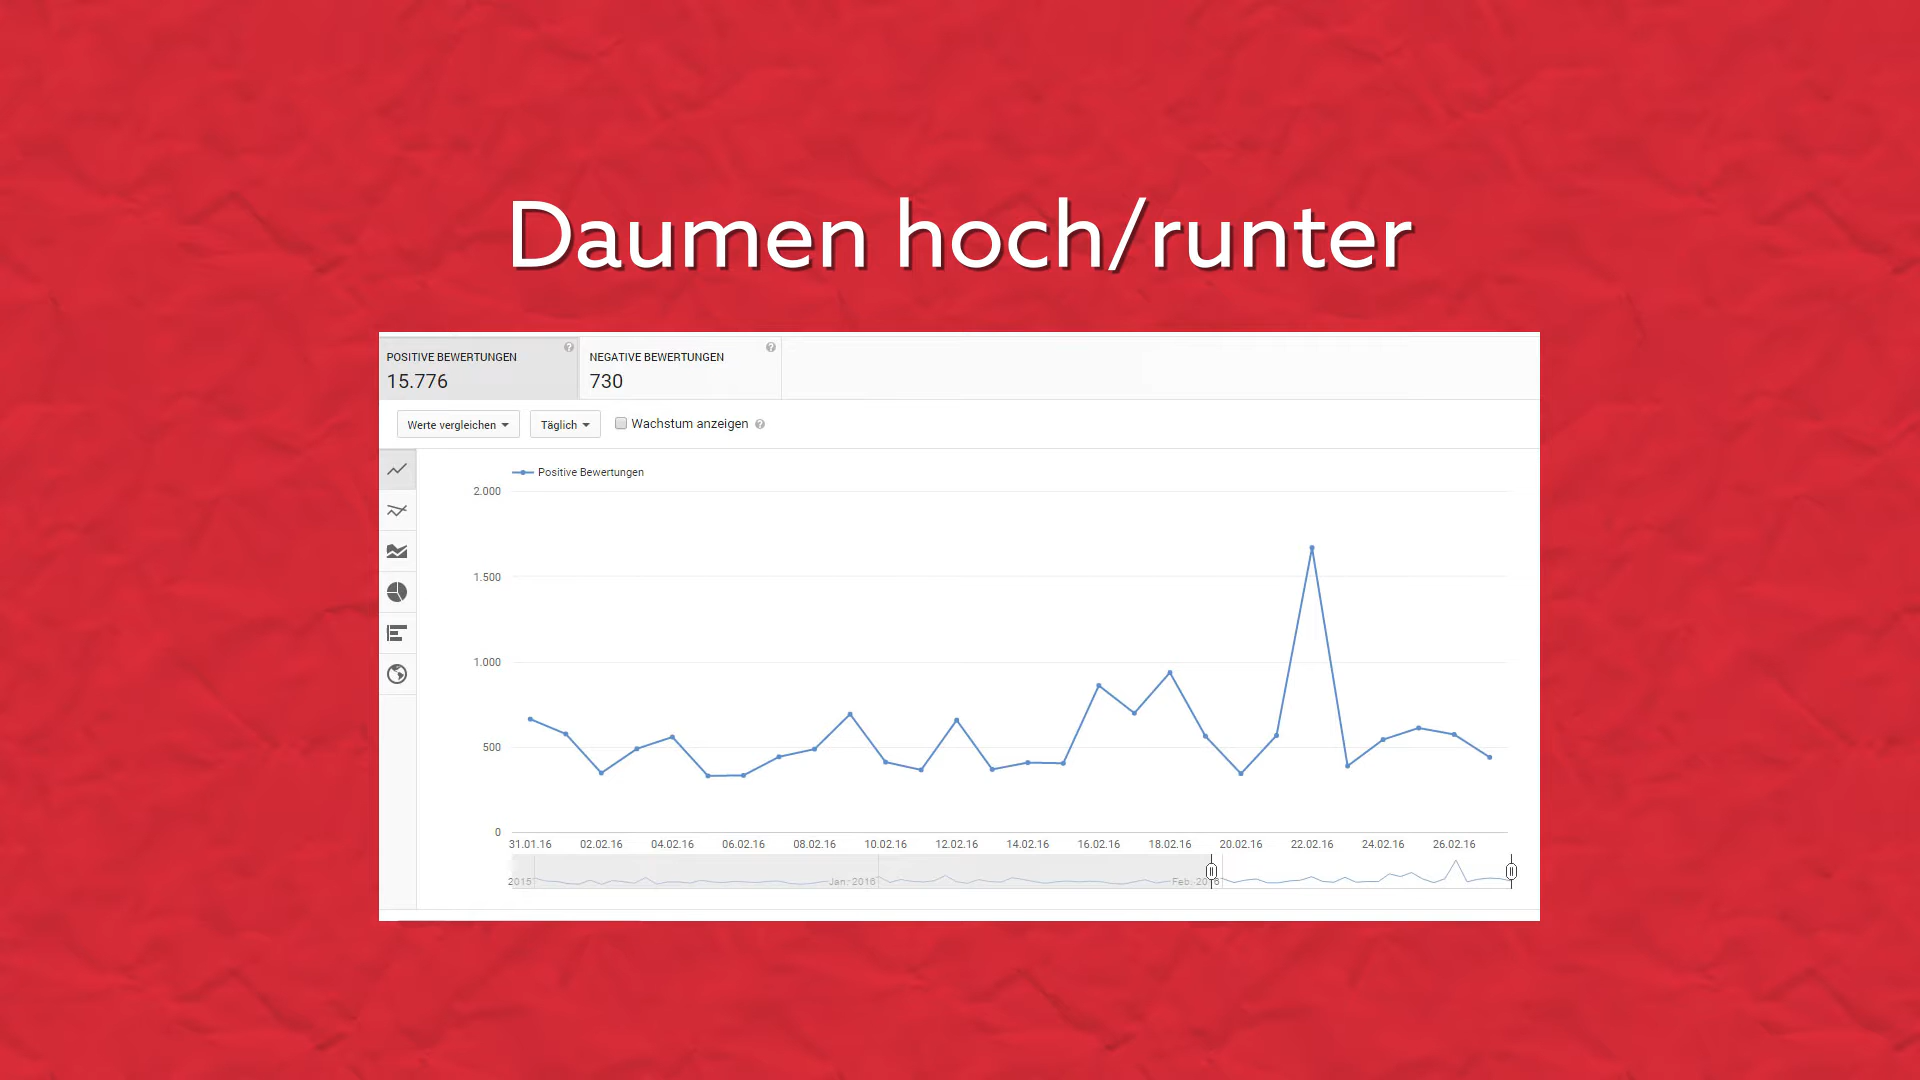 Daumen hoch/runter
POSITIVE BEWERTUNGEN
15.776
NEGATIVE BEWERTUNGEN
730
Werte vergleichen
Täglich
Wachstum anzeigen
Positive Bewertungen
2.000
1.500
1.000
500
0
31.01.16 02.02.16 04.02.16 06.02.16 08.02.16 10.02.16 12.02.16 14.02.16 16.02.16 18.02.16 20.02.16 22.02.16 24.02.16 26.02.16
2015 Jan. 2016 Feb.